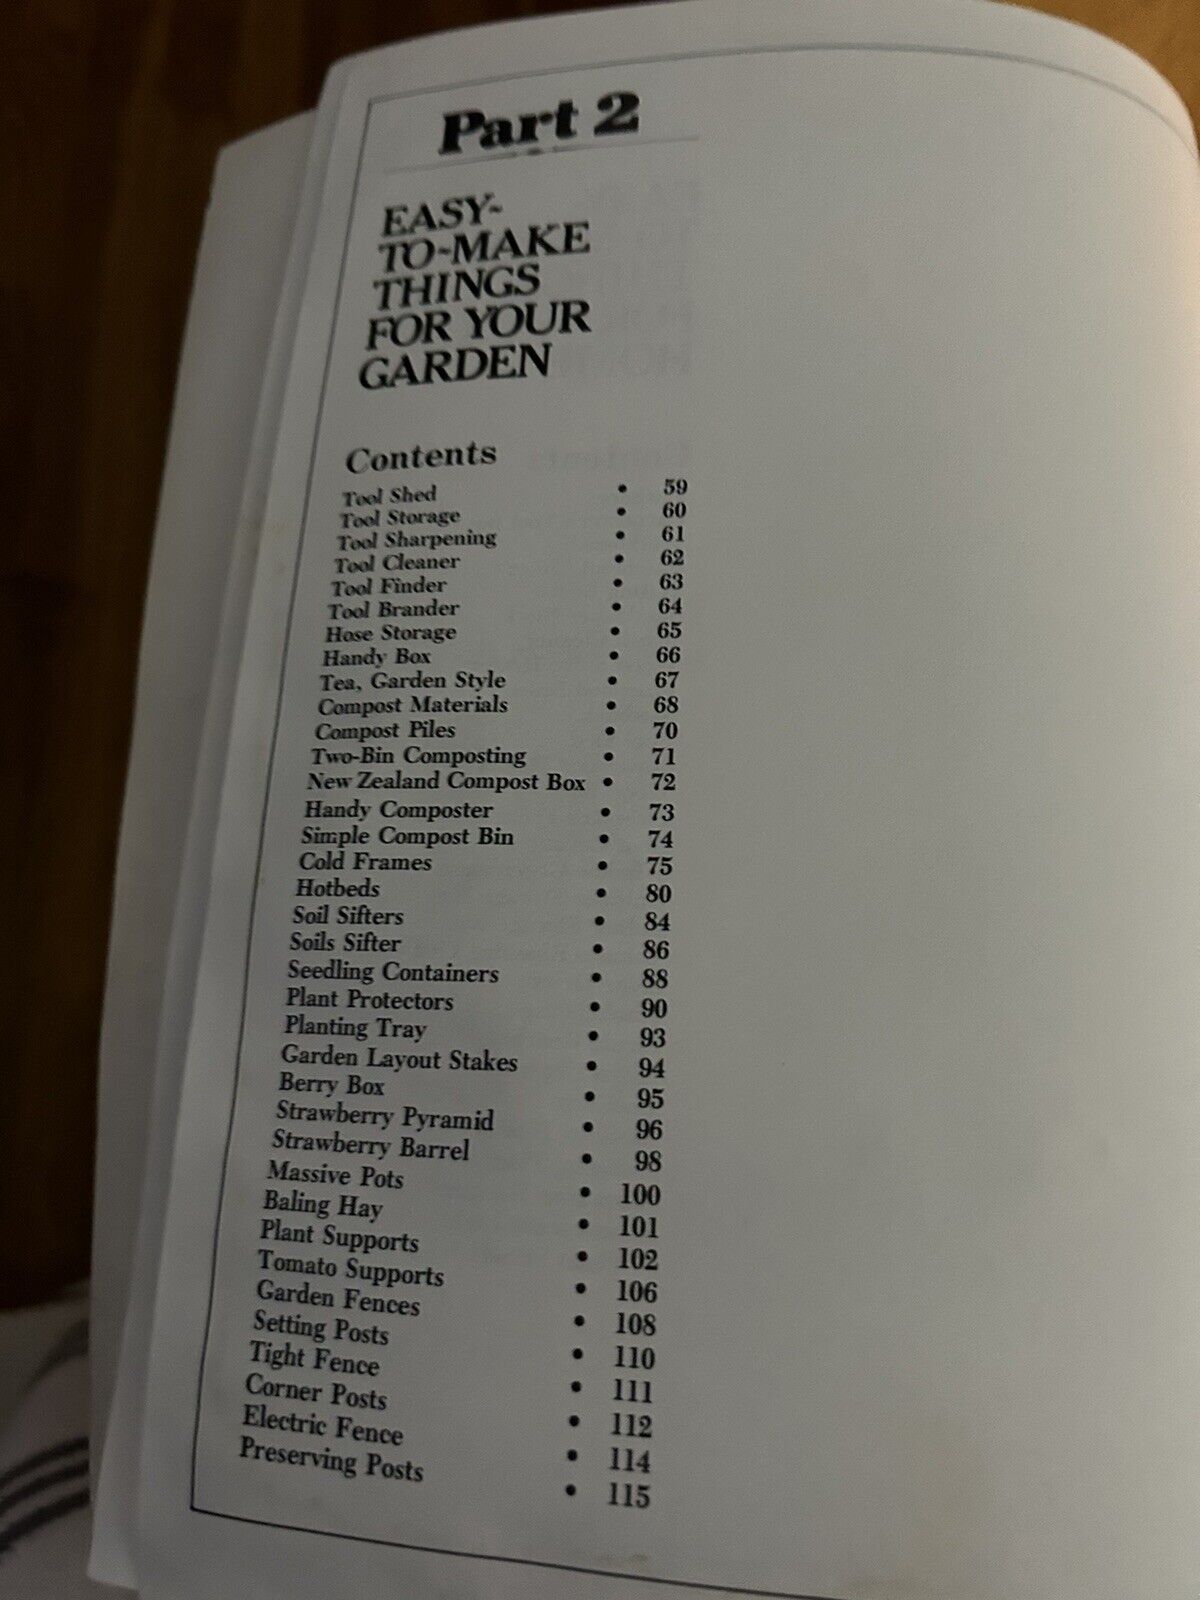 Part 2
EASY-
TO-MAKE
THINGS
FOR YOUR
GARDEN
Contents
Tool Shed • 59
Tool Storage • 60
Tool Sharpening • 61
Tool Cleaner • 62
Tool Finder • 63
Tool Brander • 64
Hose Storage • 65
Handy Box • 66
Tea, Garden Style • 67
Compost Materials • 68
Compost Piles • 70
Two-Bin Composting • 71
New Zealand Compost Box • 72
Handy Composter • 73
Simple Compost Bin • 74
Cold Frames • 75
Hotbeds • 80
Soil Sifters • 84
Soils Sifter • 86
Seedling Containers • 88
Plant Protectors • 90
Planting Tray • 93
Garden Layout Stakes • 94
Berry Box • 95
Strawberry Pyramid • 96
Strawberry Barrel • 98
Massive Pots • 100
Baling Hay • 101
Plant Supports • 102
Tomato Supports • 106
Garden Fences • 108
Setting Posts • 110
Tight Fence • 111
Corner Posts • 112
Electric Fence • 114
Preserving Posts • 115